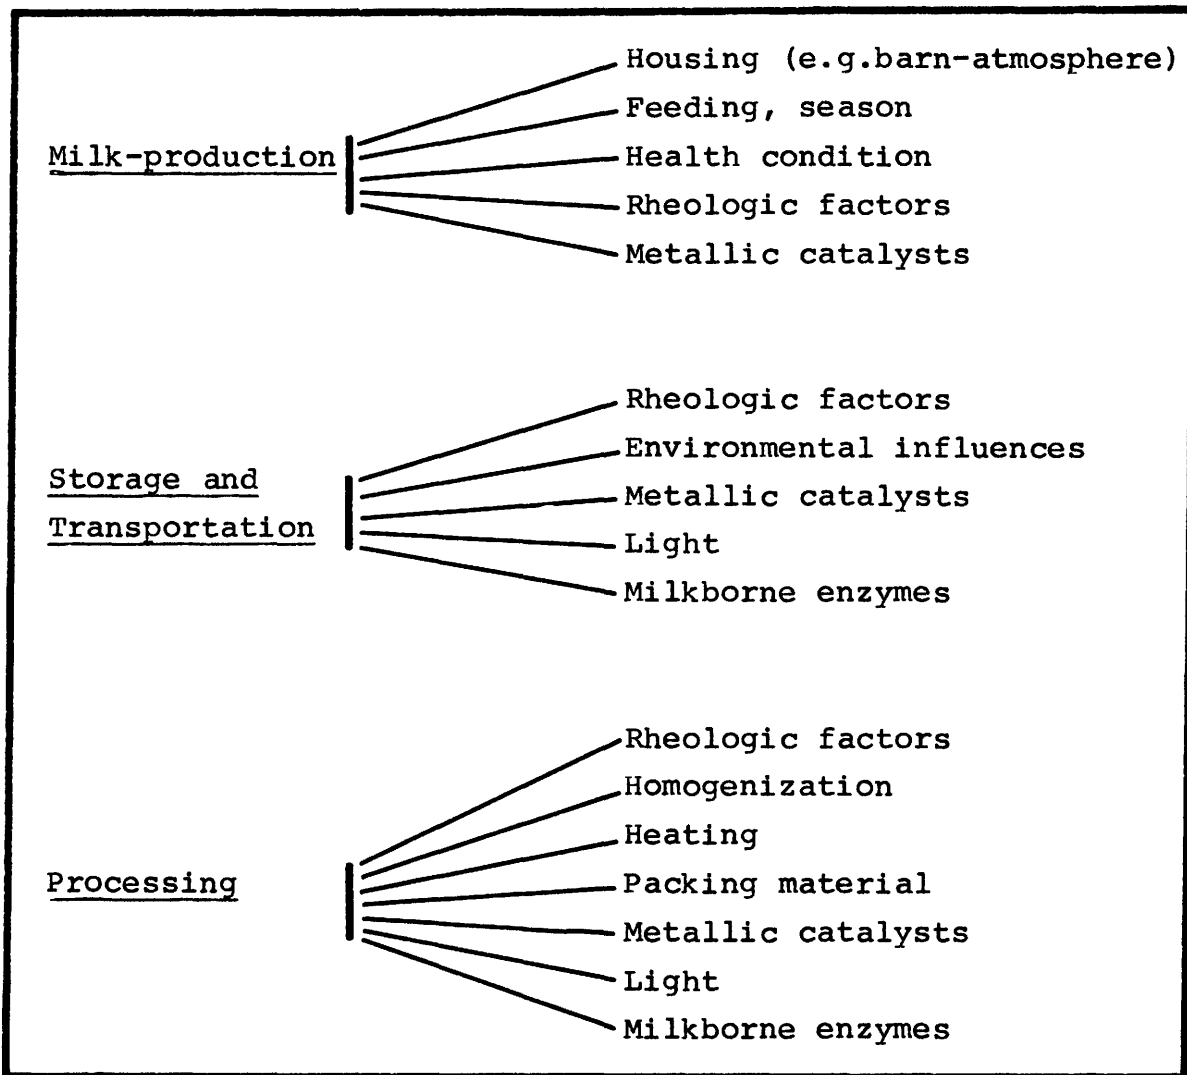 Milk-production
Housing (e.g.barn-atmosphere)
Feeding, season
Health condition
Rheologic factors
Metallic catalysts
Storage and
Transportation
Rheologic factors
Environmental influences
Metallic catalysts
Light
Milkborne enzymes
Processing
Rheologic factors
Homogenization
Heating
Packing material
Metallic catalysts
Light
Milkborne enzymes